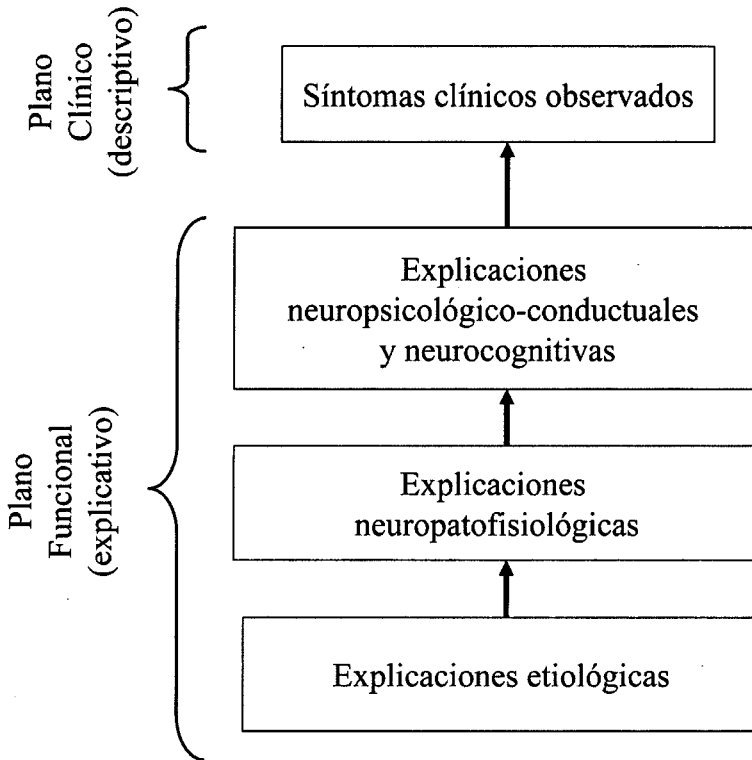 Plano
Clínico
(descriptivo)
Síntomas clínicos observados
Plano
Funcional
(explicativo)
Explicaciones
neuropsicológico-conductuales
y neurocognitivas
Explicaciones
neuropatofisiológicas
Explicaciones etiológicas